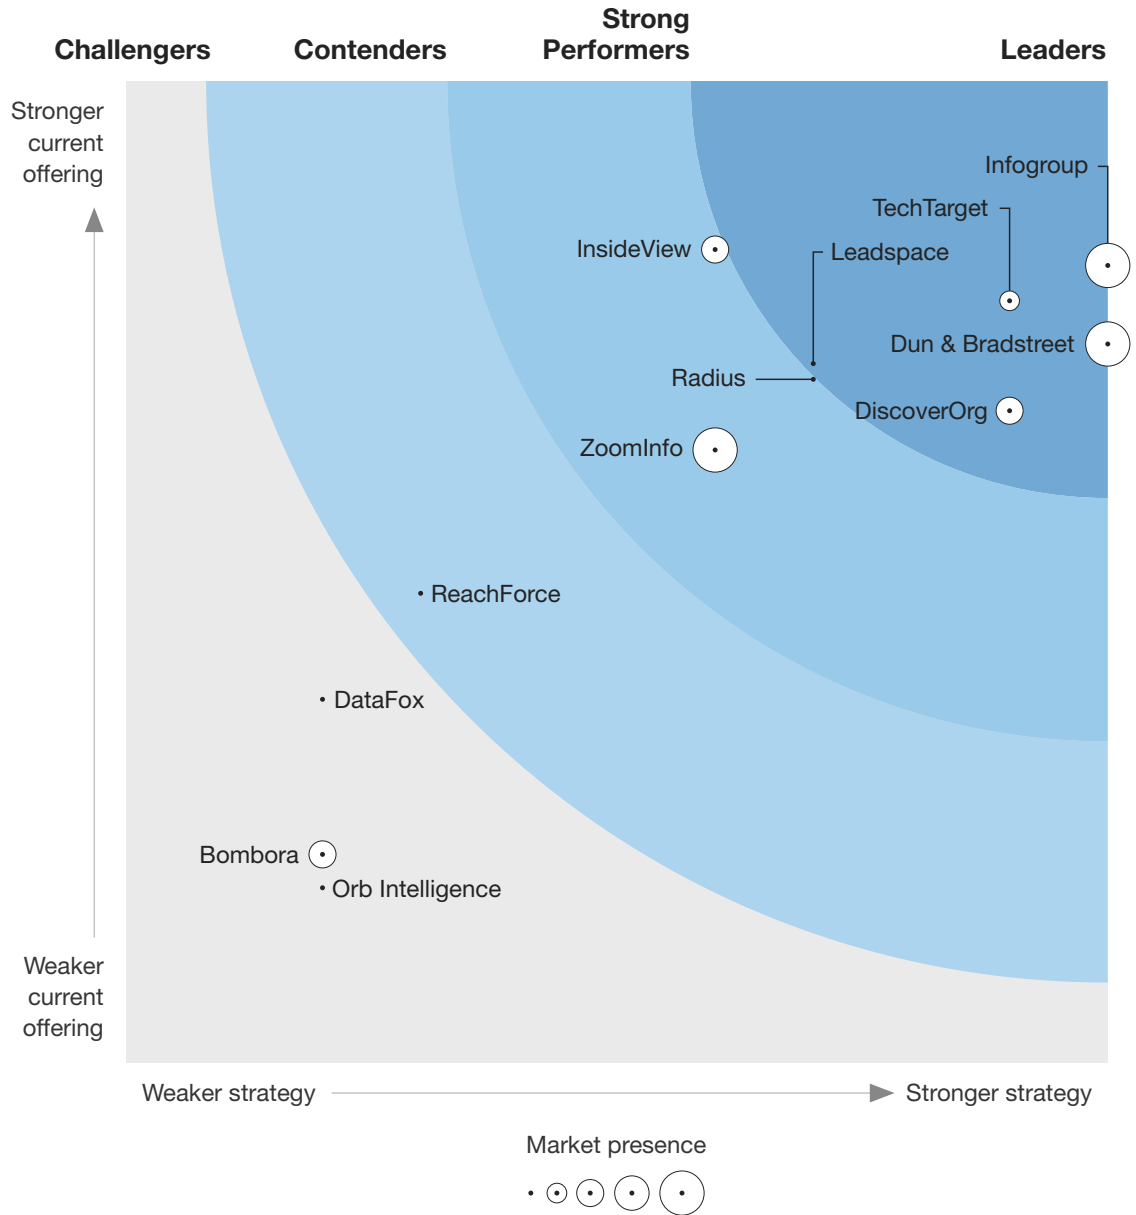 Challengers
Contenders
Strong
Performers
Leaders
Stronger
current
offering
Infogroup
TechTarget
InsideView
Leadspace
Dun & Bradstreet
Radius
DiscoverOrg
ZoomInfo
ReachForce
DataFox
Bombora
Orb Intelligence
Weaker
current
offering
Weaker strategy
Stronger strategy
Market presence